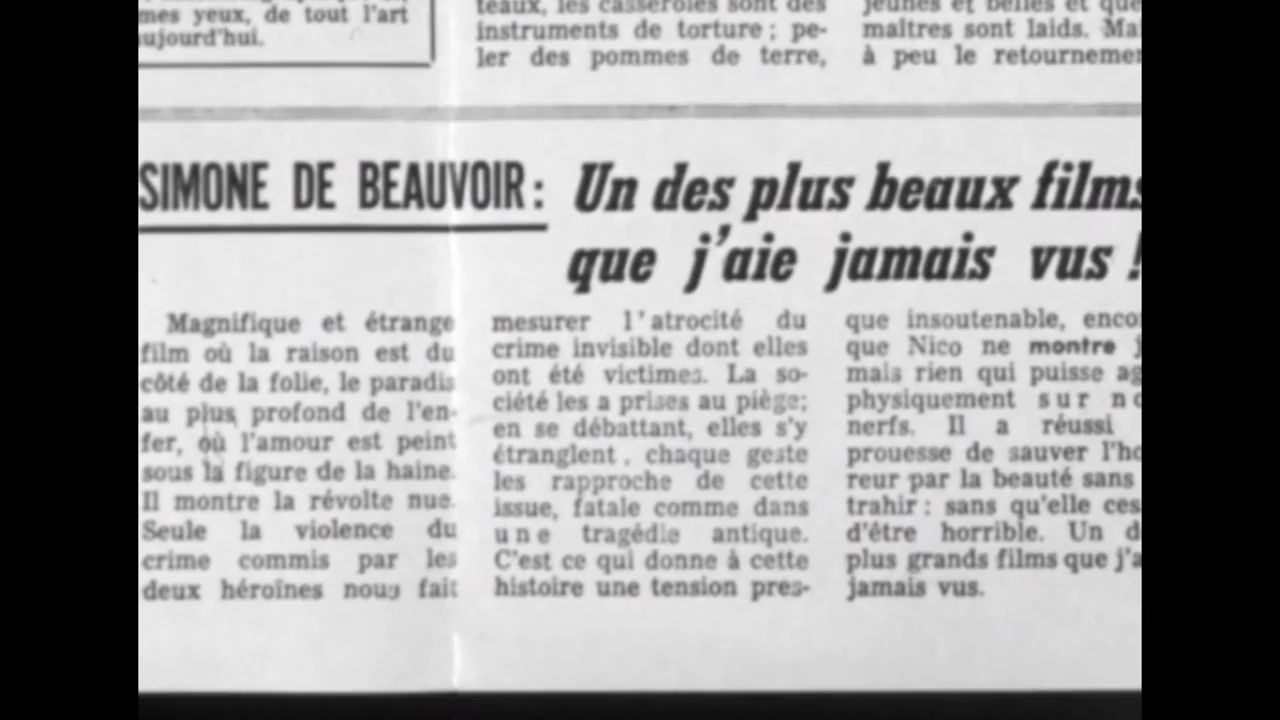 mes yeux, de tout l'art
ujourd'hui.
teaux, les casseroles sont des
instruments de torture; pe-
ler des pommes de terre,
jeunes et belles et que
maîtres sont laids. Ma
à peu le retourneme
SIMONE DE BEAUVOIR: Un des plus beaux films
que j'aie jamais vus !
Magnifique et étrange
film où la raison est du
côté de la folie, le paradis
au plus profond de l'en-
fer, où l'amour est peint
sous la figure de la haine.
Il montre la révolte nue.
Seule la violence du
crime commis par les
deux héroïnes nous fait
mesurer l'atrocité du
crime invisible dont elles
ont été victimes. La so-
ciété les a prises au piège;
en se débattant, elles s'y
étranglent, chaque geste
les rapproche de cette
issue, fatale comme dans
une tragédie antique.
C'est ce qui donne à cette
histoire une tension pres-
que insoutenable, enco
que Nico ne montre j
mais rien qui puisse ag
physiquement sur no
nerfs. Il a réussi
prouesse de sauver l'ho
reur par la beauté sans
trahir: sans qu'elle ces
d'être horrible. Un d
plus grands films que j'a
jamais vus.